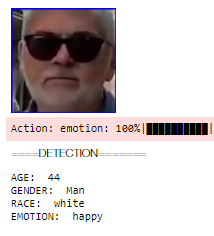 Action: emotion: 100%|██████████|
====DETECTION=======
AGE:  44
GENDER:  Man
RACE:  white
EMOTION:  happy